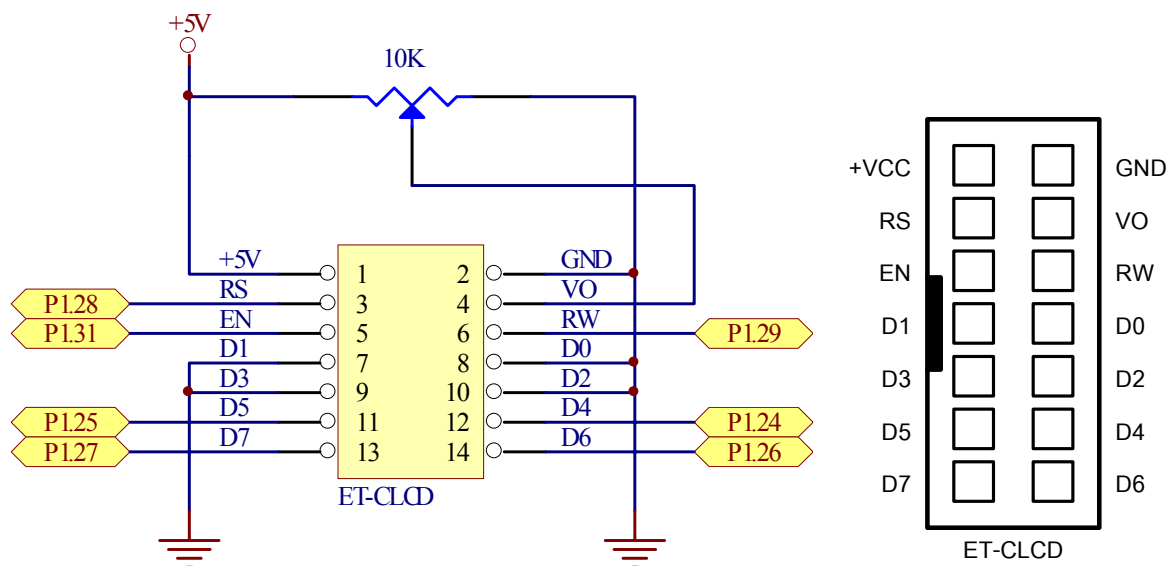 +5V
10K
+5V 1 2 GND
P1.28 RS 3 4 VO
P1.31 EN 5 6 RW P1.29
D1 7 8 D0
D3 9 10 D2
P1.25 D5 11 12 D4 P1.24
P1.27 D7 13 14 D6 P1.26
ET-CLCD
+VCC GND
RS VO
EN RW
D1 D0
D3 D2
D5 D4
D7 D6
ET-CLCD